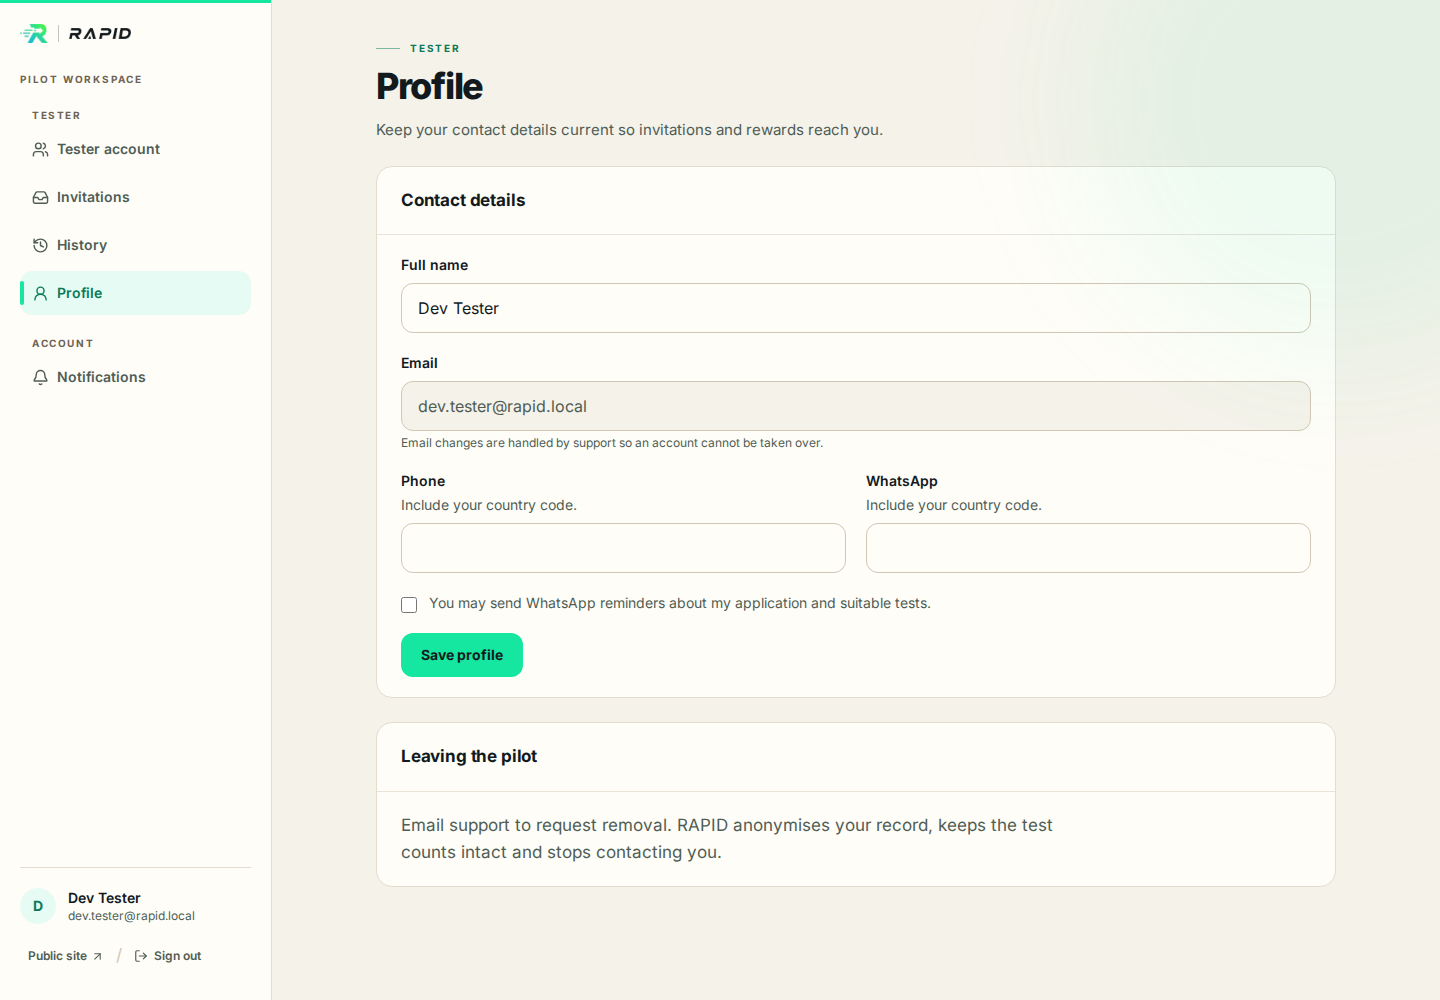 RAPID
PILOT WORKSPACE
TESTER
Tester account
Invitations
History
Profile
ACCOUNT
Notifications
D
Dev Tester
dev.tester@rapid.local
Public site
/
Sign out
TESTER
Profile
Keep your contact details current so invitations and rewards reach you.
Contact details
Full name
Dev Tester
Email
dev.tester@rapid.local
Email changes are handled by support so an account cannot be taken over.
Phone
Include your country code.
WhatsApp
Include your country code.
You may send WhatsApp reminders about my application and suitable tests.
Save profile
Leaving the pilot
Email support to request removal. RAPID anonymises your record, keeps the test
counts intact and stops contacting you.